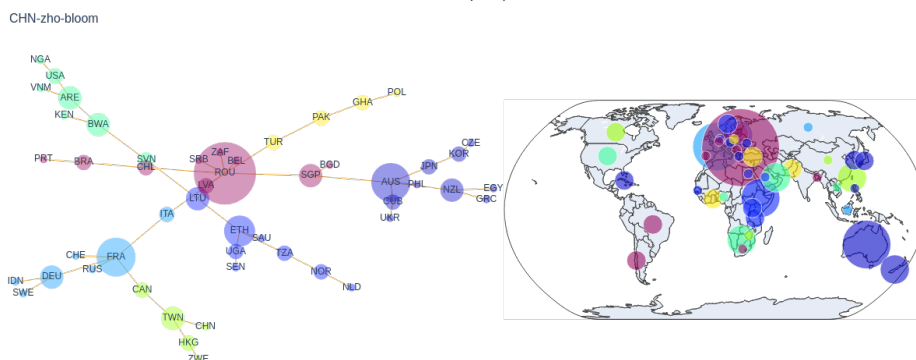 CHN-zho-bloom
NGA
USA
VNM
ARE
KEN
BWA
POL
GHA
PAK
TUR
PRT
BRA
SVN
CHL
SRB
ZAF
BEL
ROU
LVA
LTU
BGD
SGP
CZE
KOR
JPN
AUS
PHL
NZL
EGY
GRC
CUB
UKR
ITA
ETH
SAU
UGA
SEN
TZA
NOR
NLD
CHE
FRA
RUS
DEU
IDN
SWE
CAN
TWN
CHN
HKG
ZWE